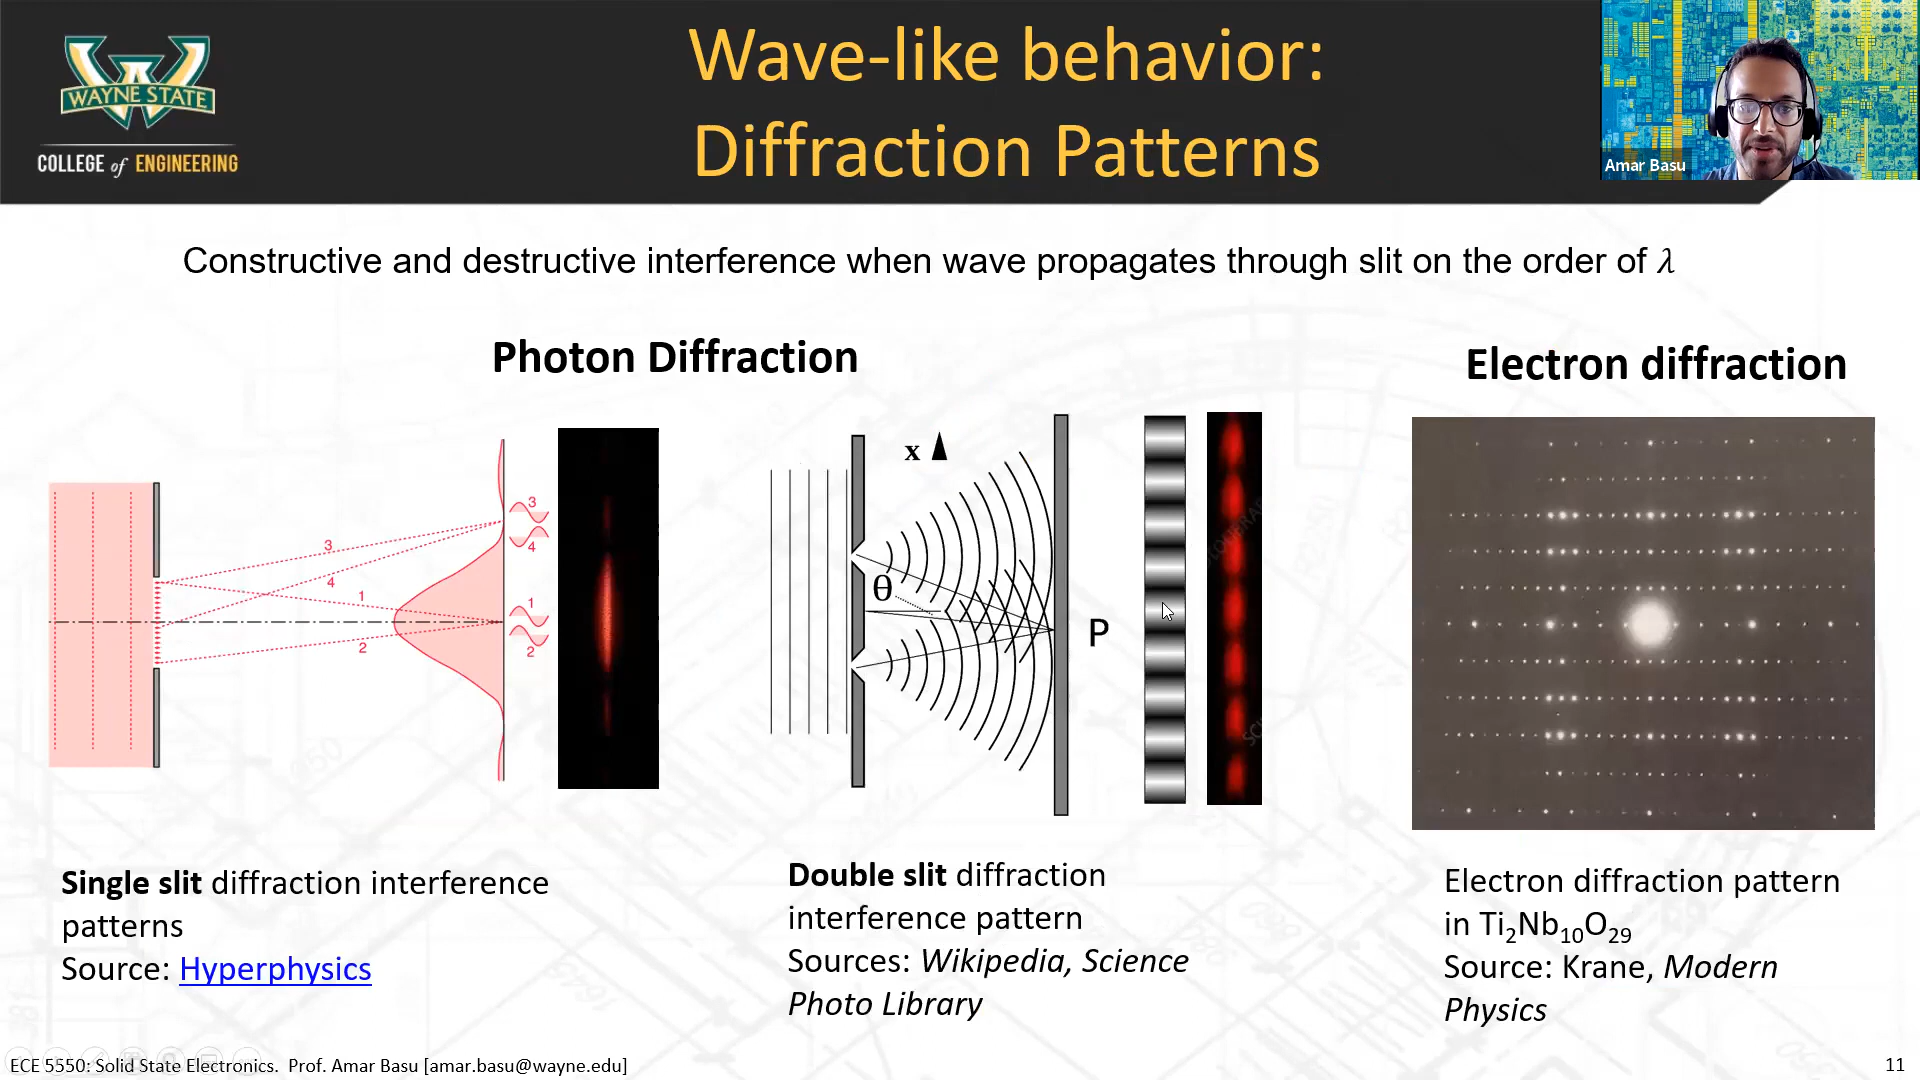 WAYNE STATE
COLLEGE of ENGINEERING
Wave-like behavior:
Diffraction Patterns
Amar Basu
Constructive and destructive interference when wave propagates through slit on the order of λ
Photon Diffraction
Electron diffraction
3
4
1
2
3
4
1
2
x
θ
P
Single slit diffraction interference
patterns
Source: Hyperphysics
Double slit diffraction
interference pattern
Sources: Wikipedia, Science
Photo Library
Electron diffraction pattern
in Ti₂Nb₁₀O₂₉
Source: Krane, Modern
Physics
ECE 5550: Solid State Electronics. Prof. Amar Basu [amar.basu@wayne.edu]
11